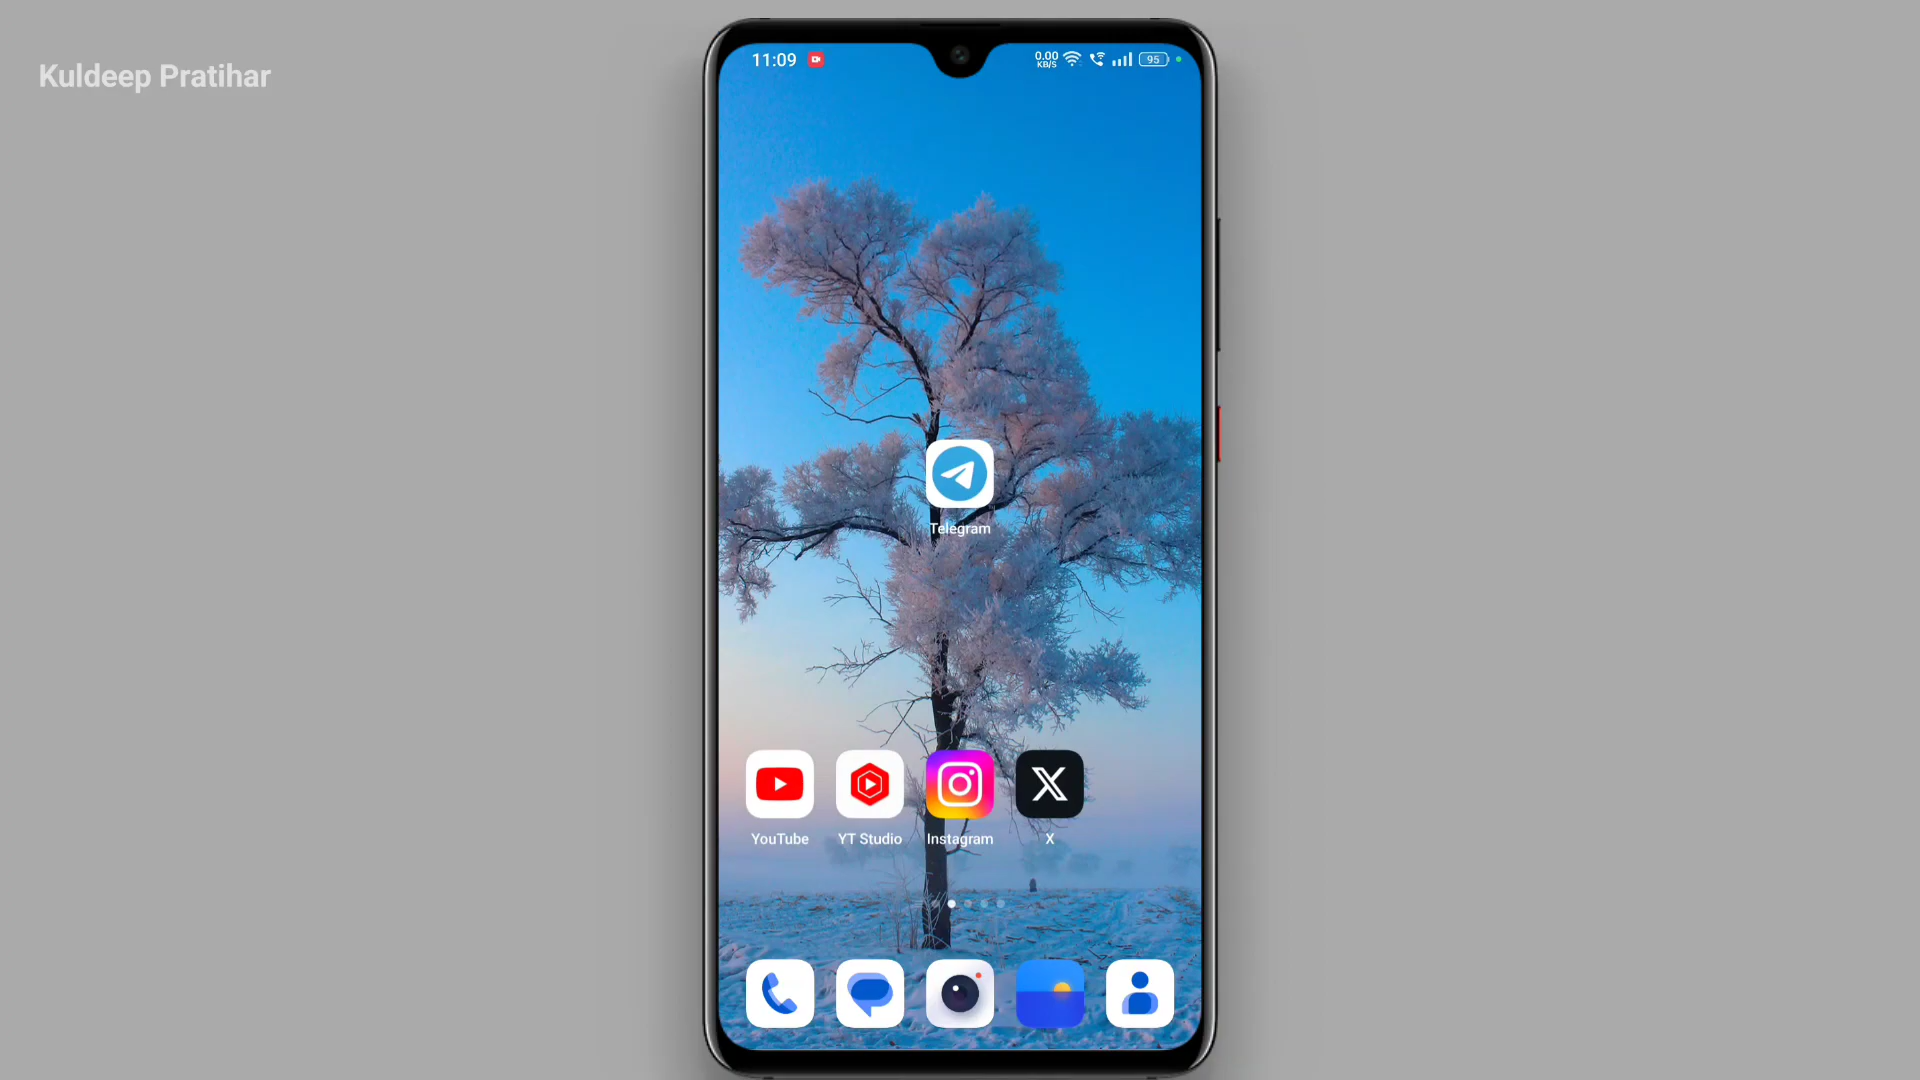 Kuldeep Pratihar
11:09
0.00
KB/S
95
Telegram
YouTube
YT Studio
Instagram
X